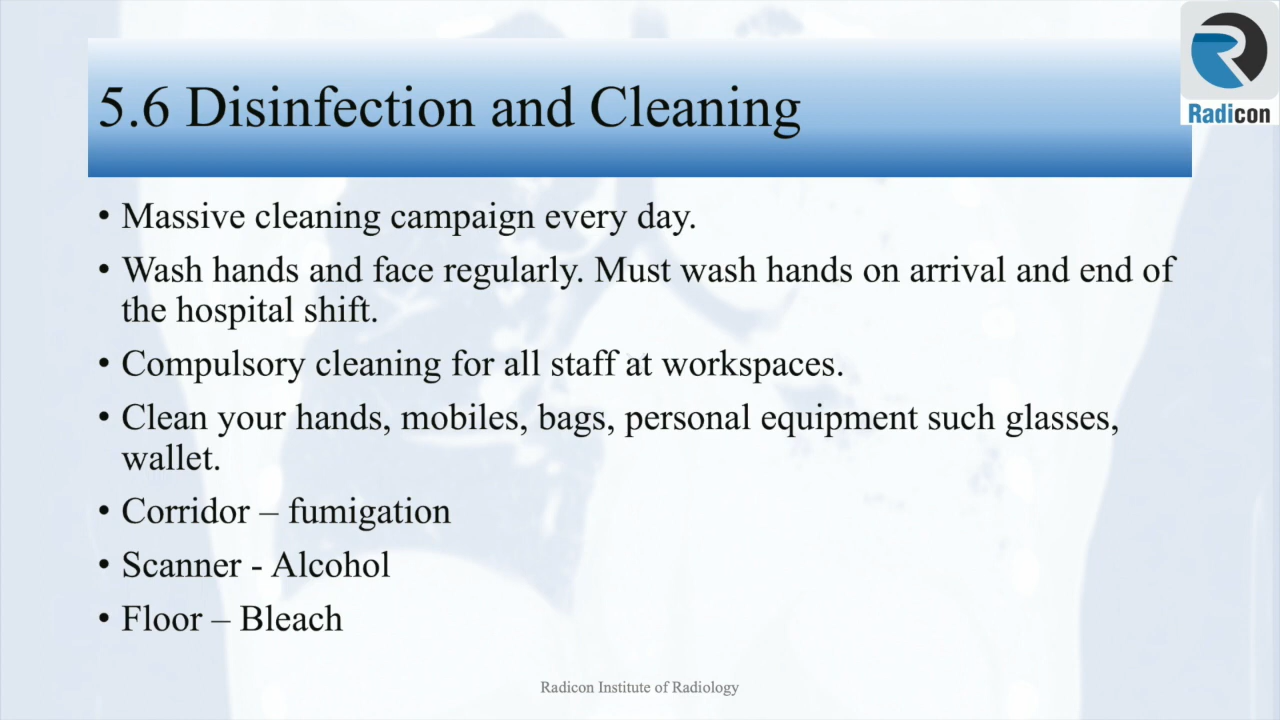 Radicon
5.6 Disinfection and Cleaning
• Massive cleaning campaign every day.
• Wash hands and face regularly. Must wash hands on arrival and end of
the hospital shift.
• Compulsory cleaning for all staff at workspaces.
• Clean your hands, mobiles, bags, personal equipment such glasses,
wallet.
• Corridor – fumigation
• Scanner - Alcohol
• Floor – Bleach
Radicon Institute of Radiology